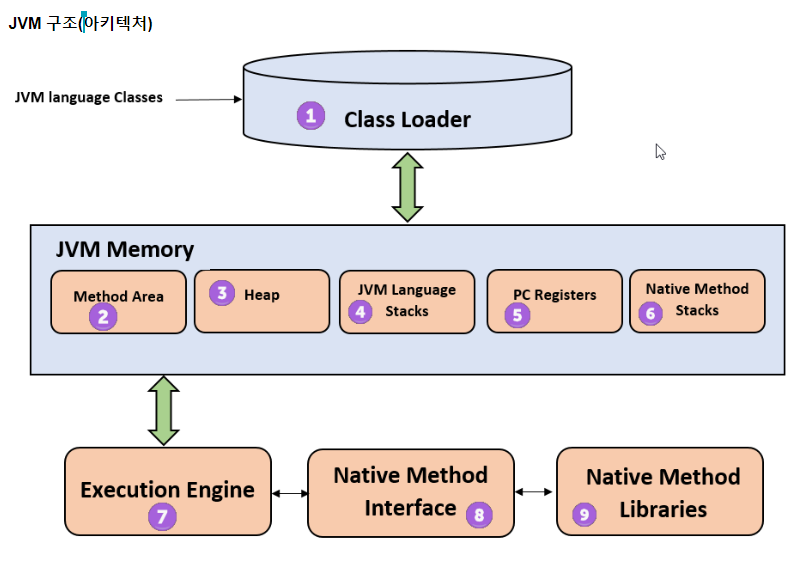 JVM 구조(아키텍처)
JVM language Classes
1 Class Loader
JVM Memory
Method Area
2
3 Heap
JVM Language
4 Stacks
PC Registers
5
Native Method
6 Stacks
Execution Engine
7
Native Method
Interface 8
Native Method
9 Libraries